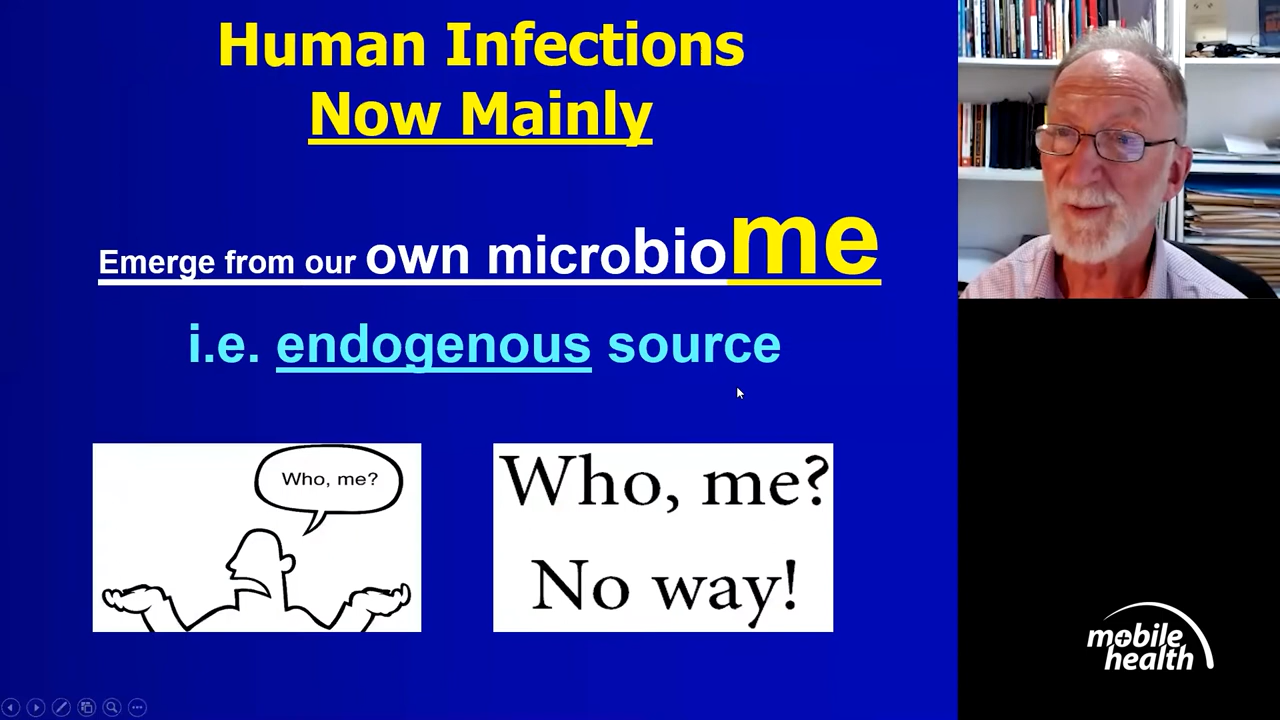 Human Infections
Now Mainly
Emerge from our own microbiome
i.e. endogenous source
Who, me?
Who, me?
No way!
mobile
health